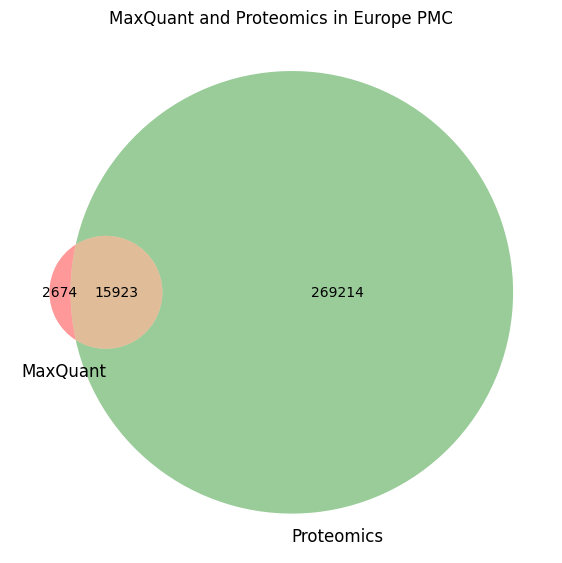 MaxQuant and Proteomics in Europe PMC
2674
15923
269214
MaxQuant
Proteomics